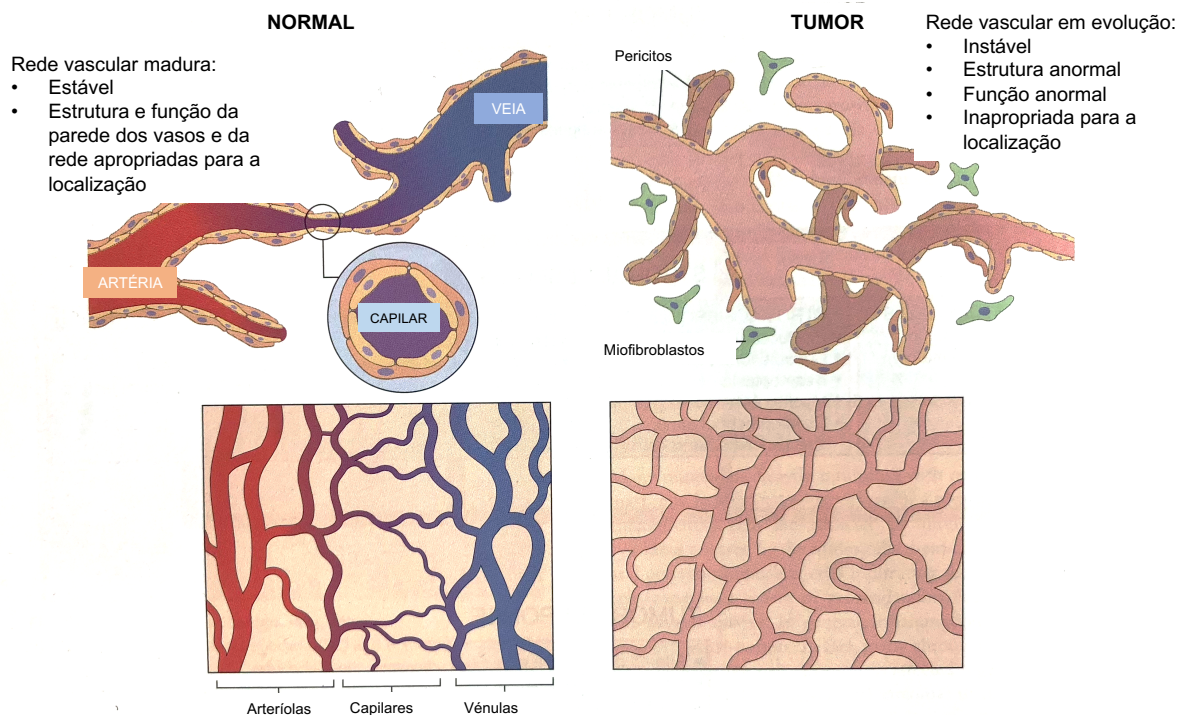 NORMAL
Rede vascular madura:
• Estável
• Estrutura e função da
parede dos vasos e da
rede apropriadas para a
localização
VEIA
ARTÉRIA
CAPILAR
Arteríolas
Capilares
Vénulas
TUMOR
Pericitos
Rede vascular em evolução:
• Instável
• Estrutura anormal
• Função anormal
• Inapropriada para a
localização
Miofibroblastos